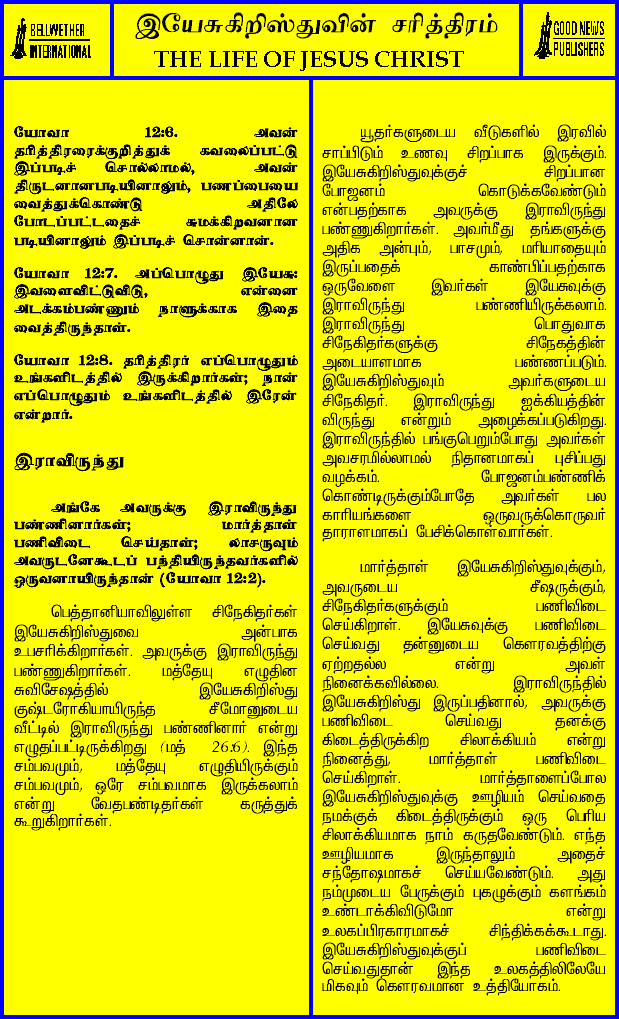 BELLWETHER
INTERNATIONAL
இயேசுகிறிஸ்துவின் சரித்திரம்
THE LIFE OF JESUS CHRIST
GOOD NEWS
PUBLISHERS
யோவா 12:6. அவன்
தரித்திரரைக்குறித்துக் கவலைப்பட்டு
இப்படிச் சொல்லாமல், அவன்
திருடனானபடியினாலும், பணப்பையை
வைத்துக்கொண்டு அதிலே
போடப்பட்டதைச் சுமக்கிறவனான
படியினாலும் இப்படிச் சொன்னான்.
யோவா 12:7. அப்பொழுது இயேசு:
இவளைவிட்டுவிடு, என்னை
அடக்கம்பண்ணும் நாளுக்காக இதை
வைத்திருந்தாள்.
யோவா 12:8. தரித்திரர் எப்பொழுதும்
உங்களிடத்தில் இருக்கிறார்கள்; நான்
எப்பொழுதும் உங்களிடத்தில் இரேன்
என்றார்.
இராவிருந்து
அங்கே அவருக்கு இராவிருந்து
பண்ணினார்கள்; மார்த்தாள்
பணிவிடை செய்தாள்; லாசருவும்
அவருடனேகூடப் பந்தியிருந்தவர்களில்
ஒருவனாயிருந்தான் (யோவா 12:2).
பெத்தானியாவிலுள்ள சிநேகிதர்கள்
இயேசுகிறிஸ்துவை அன்பாக
உபசரிக்கிறார்கள். அவருக்கு இராவிருந்து
பண்ணுகிறார்கள். மத்தேயு எழுதின
சுவிசேஷத்தில் இயேசுகிறிஸ்து
குஷ்டரோகியாயிருந்த சீமோனுடைய
வீட்டில் இராவிருந்து பண்ணினார் என்று
எழுதப்பட்டிருக்கிறது (மத் 26.6). இந்த
சம்பவமும், மத்தேயு எழுதியிருக்கும்
சம்பவமும், ஒரே சம்பவமாக இருக்கலாம்
என்று வேதபண்டிதர்கள் கருத்துக்
கூறுகிறார்கள்.
யூதர்களுடைய வீடுகளில் இரவில்
சாப்பிடும் உணவு சிறப்பாக இருக்கும்.
இயேசுகிறிஸ்துவுக்குச் சிறப்பான
போஜனம் கொடுக்கவேண்டும்
என்பதற்காக அவருக்கு இராவிருந்து
பண்ணுகிறார்கள். அவர்மீது தங்களுக்கு
அதிக அன்பும், பாசமும், மரியாதையும்
இருப்பதைக் காண்பிப்பதற்காக
ஒருவேளை இவர்கள் இயேசுவுக்கு
இராவிருந்து பண்ணியிருக்கலாம்.
இராவிருந்து பொதுவாக
சிநேகிதர்களுக்கு சிநேகத்தின்
அடையாளமாக பண்ணப்படும்.
இயேசுகிறிஸ்துவும் அவர்களுடைய
சிநேகிதர். இராவிருந்து ஐக்கியத்தின்
விருந்து என்றும் அழைக்கப்படுகிறது.
இராவிருந்தில் பங்குபெறும்போது அவர்கள்
அவசரமில்லாமல் நிதானமாகப் புசிப்பது
வழக்கம். போஜனம்பண்ணிக்
கொண்டிருக்கும்போதே அவர்கள் பல
காரியங்களை ஒருவருக்கொருவர்
தாராளமாகப் பேசிக்கொள்வார்கள்.
மார்த்தாள் இயேசுகிறிஸ்துவுக்கும்,
அவருடைய சீஷருக்கும்,
சிநேகிதர்களுக்கும் பணிவிடை
செய்கிறாள். இயேசுவுக்கு பணிவிடை
செய்வது தன்னுடைய கௌரவத்திற்கு
ஏற்றதல்ல என்று அவள்
நினைக்கவில்லை. இராவிருந்தில்
இயேசுகிறிஸ்து இருப்பதினால், அவருக்கு
பணிவிடை செய்வது தனக்கு
கிடைத்திருக்கிற சிலாக்கியம் என்று
நினைத்து, மார்த்தாள் பணிவிடை
செய்கிறாள். மார்த்தாளைப்போல
இயேசுகிறிஸ்துவுக்கு ஊழியம் செய்வதை
நமக்குக் கிடைத்திருக்கும் ஒரு பெரிய
சிலாக்கியமாக நாம் கருதவேண்டும். எந்த
ஊழியமாக இருந்தாலும் அதைச்
சந்தோஷமாகச் செய்யவேண்டும். அது
நம்முடைய பேருக்கும் புகழுக்கும் களங்கம்
உண்டாக்கிவிடுமோ என்று
உலகப்பிரகாரமாகச் சிந்திக்கக்கூடாது.
இயேசுகிறிஸ்துவுக்குப் பணிவிடை
செய்வதுதான் இந்த உலகத்திலிலேயே
மிகவும் கௌரவமான உத்தியோகம்.